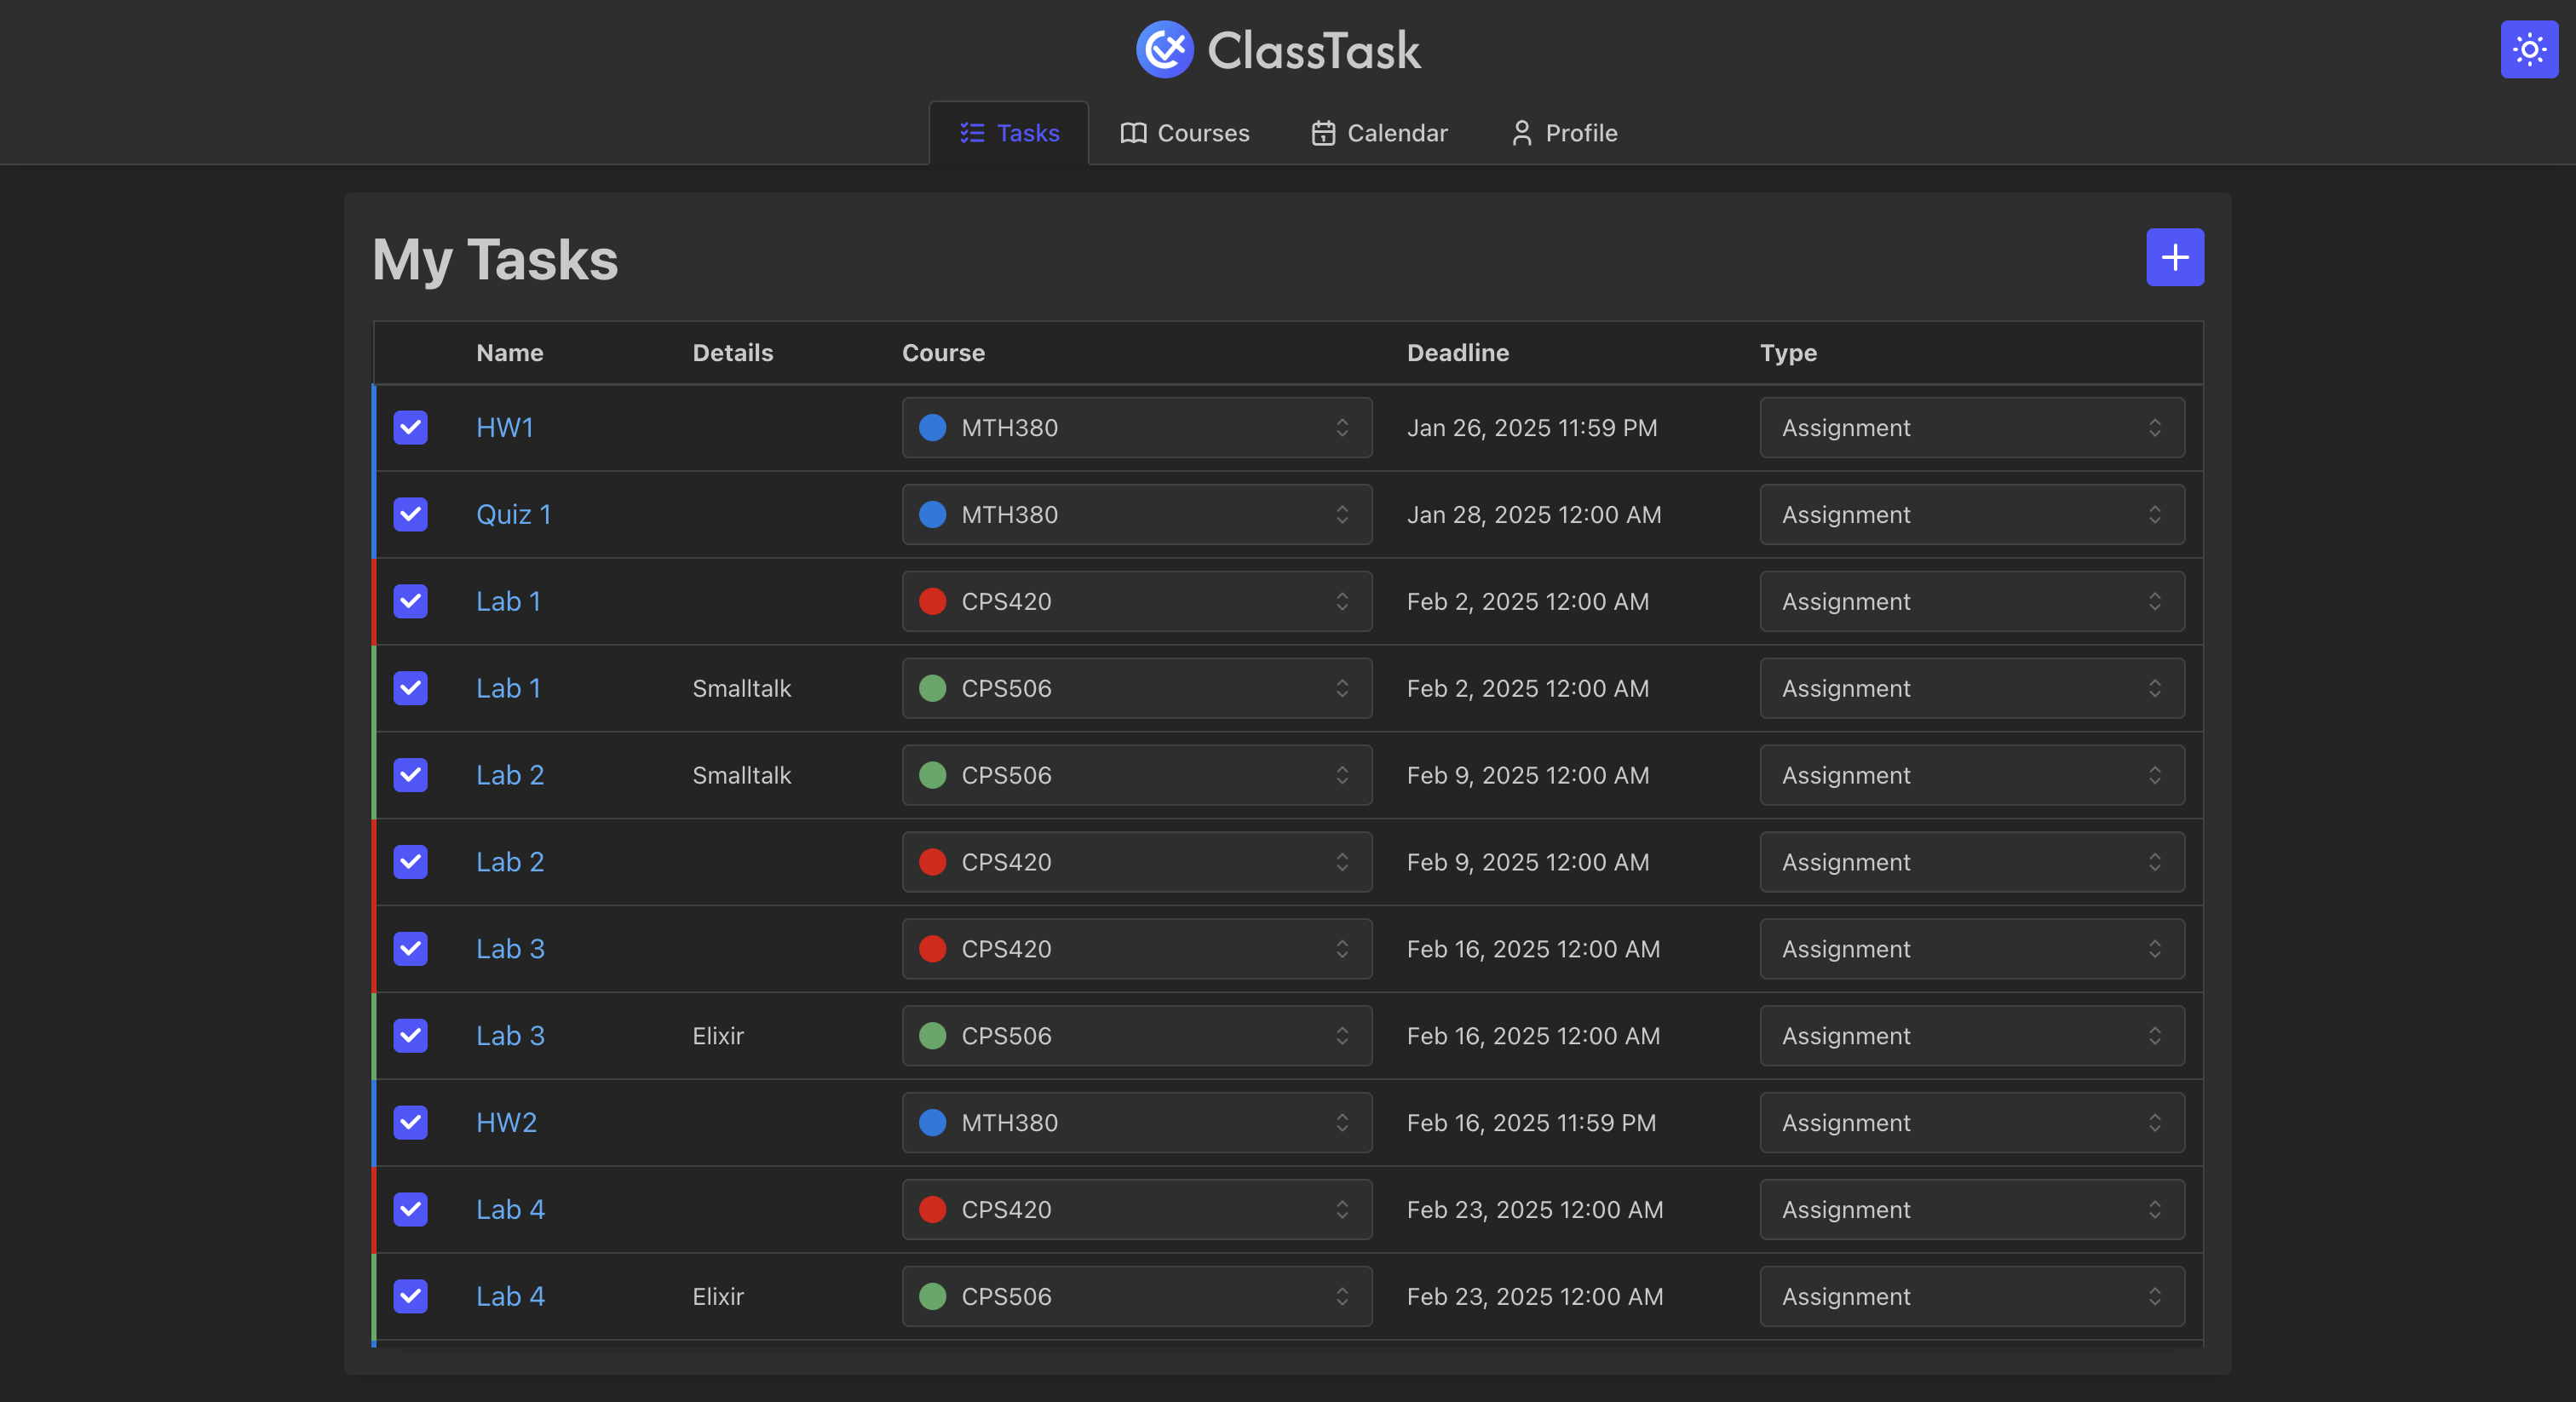 ClassTask
Tasks Courses Calendar Profile
My Tasks
Name Details Course Deadline Type
HW1 MTH380 Jan 26, 2025 11:59 PM Assignment
Quiz 1 MTH380 Jan 28, 2025 12:00 AM Assignment
Lab 1 CPS420 Feb 2, 2025 12:00 AM Assignment
Lab 1 Smalltalk CPS506 Feb 2, 2025 12:00 AM Assignment
Lab 2 Smalltalk CPS506 Feb 9, 2025 12:00 AM Assignment
Lab 2 CPS420 Feb 9, 2025 12:00 AM Assignment
Lab 3 CPS420 Feb 16, 2025 12:00 AM Assignment
Lab 3 Elixir CPS506 Feb 16, 2025 12:00 AM Assignment
HW2 MTH380 Feb 16, 2025 11:59 PM Assignment
Lab 4 CPS420 Feb 23, 2025 12:00 AM Assignment
Lab 4 Elixir CPS506 Feb 23, 2025 12:00 AM Assignment